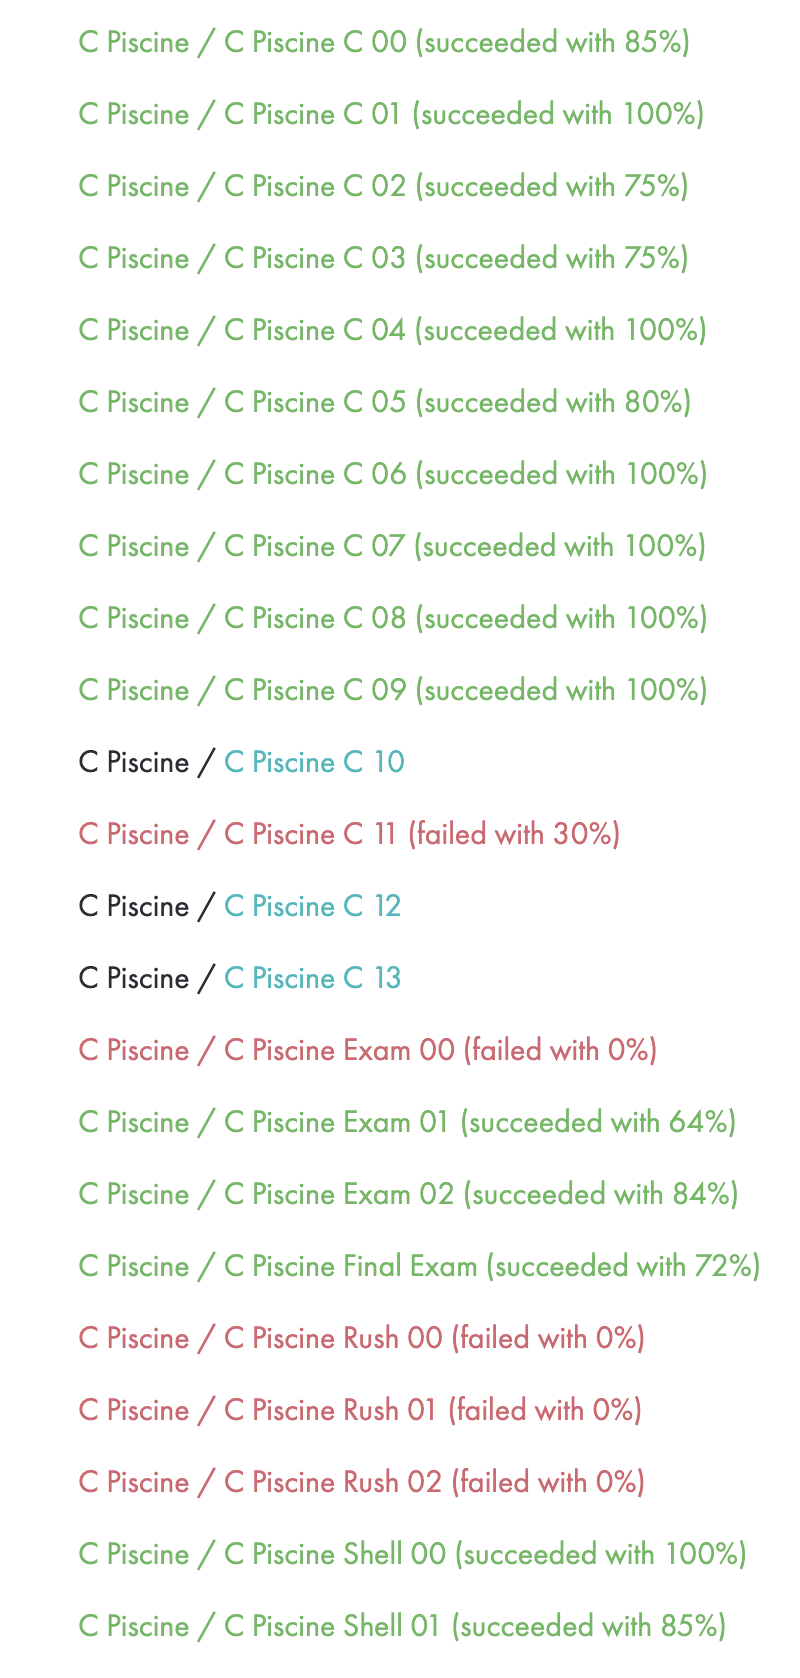 C Piscine / C Piscine C 00 (succeeded with 85%)
C Piscine / C Piscine C 01 (succeeded with 100%)
C Piscine / C Piscine C 02 (succeeded with 75%)
C Piscine / C Piscine C 03 (succeeded with 75%)
C Piscine / C Piscine C 04 (succeeded with 100%)
C Piscine / C Piscine C 05 (succeeded with 80%)
C Piscine / C Piscine C 06 (succeeded with 100%)
C Piscine / C Piscine C 07 (succeeded with 100%)
C Piscine / C Piscine C 08 (succeeded with 100%)
C Piscine / C Piscine C 09 (succeeded with 100%)
C Piscine / C Piscine C 10
C Piscine / C Piscine C 11 (failed with 30%)
C Piscine / C Piscine C 12
C Piscine / C Piscine C 13
C Piscine / C Piscine Exam 00 (failed with 0%)
C Piscine / C Piscine Exam 01 (succeeded with 64%)
C Piscine / C Piscine Exam 02 (succeeded with 84%)
C Piscine / C Piscine Final Exam (succeeded with 72%)
C Piscine / C Piscine Rush 00 (failed with 0%)
C Piscine / C Piscine Rush 01 (failed with 0%)
C Piscine / C Piscine Rush 02 (failed with 0%)
C Piscine / C Piscine Shell 00 (succeeded with 100%)
C Piscine / C Piscine Shell 01 (succeeded with 85%)